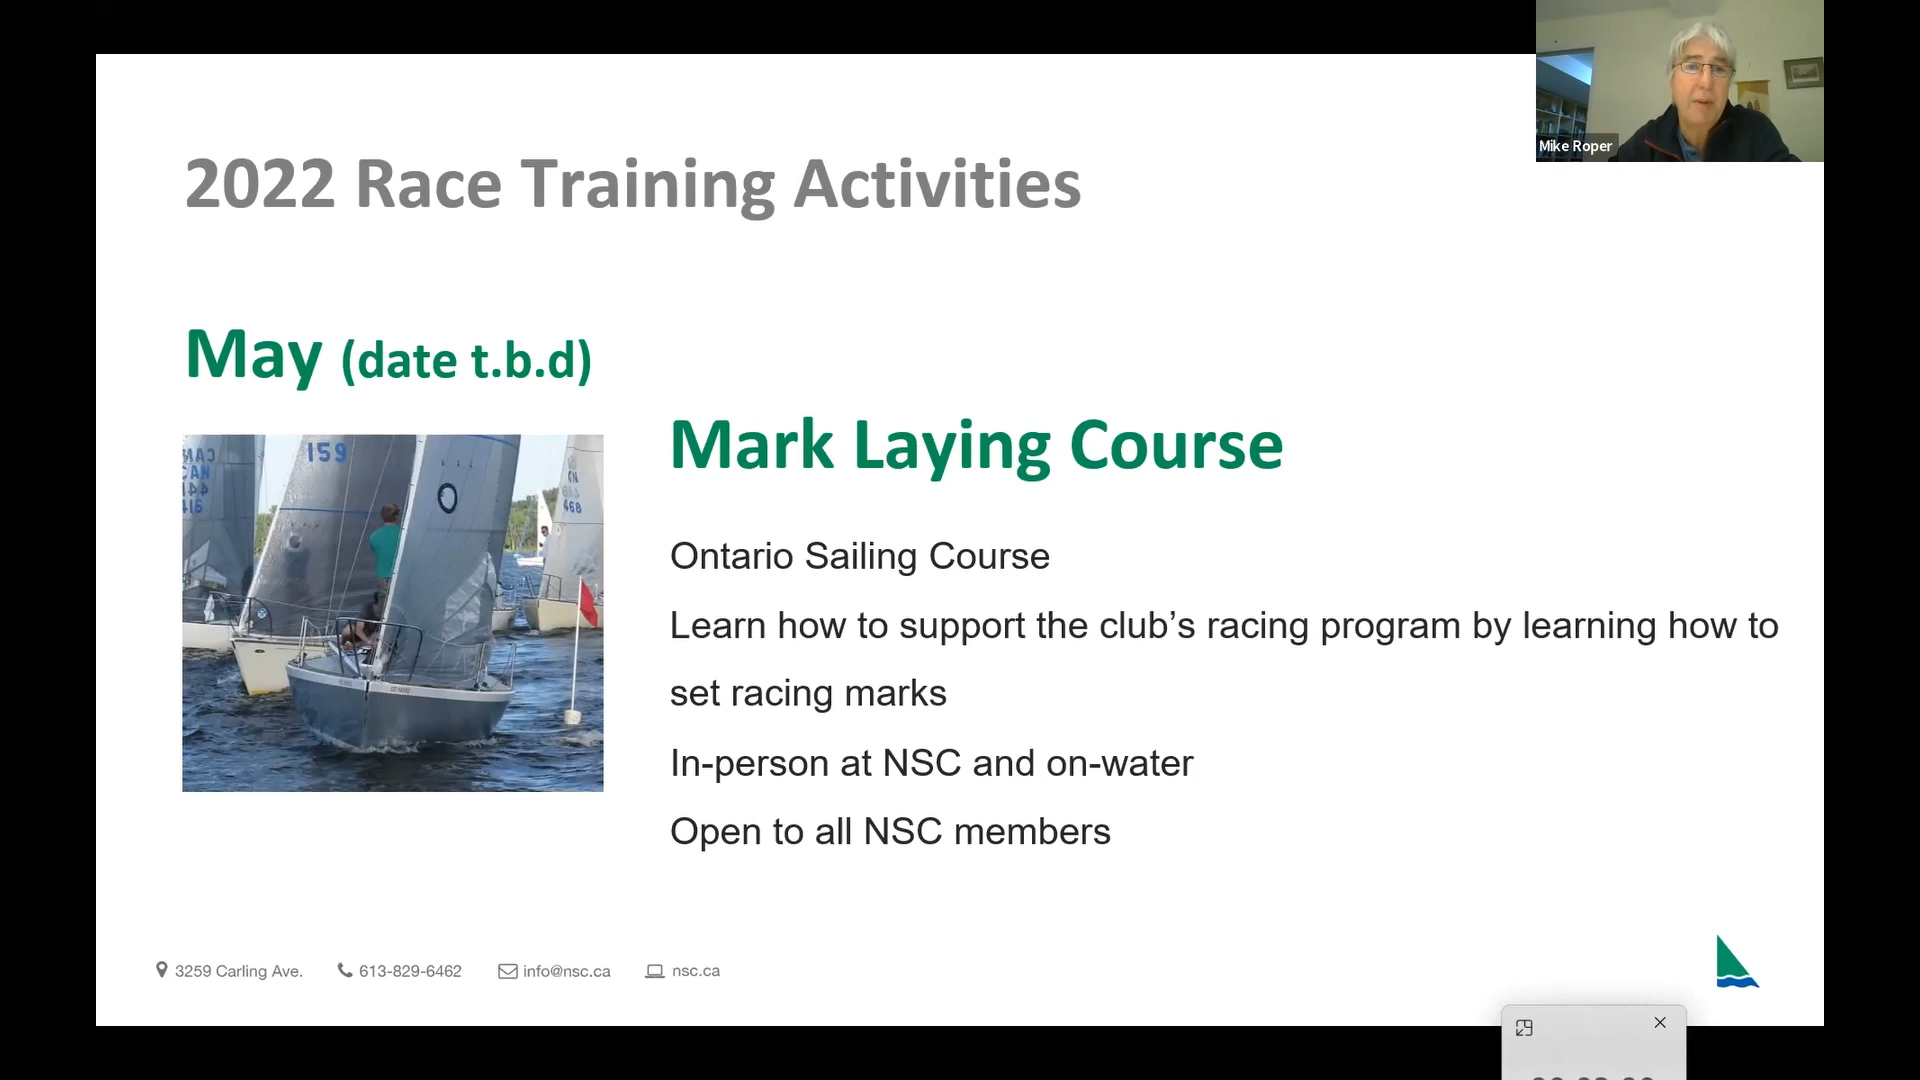 Mike Roper
2022 Race Training Activities
May (date t.b.d)
159
468
Mark Laying Course
Ontario Sailing Course
Learn how to support the club’s racing program by learning how to
set racing marks
In-person at NSC and on-water
Open to all NSC members
3259 Carling Ave.
613-829-6462
info@nsc.ca
nsc.ca